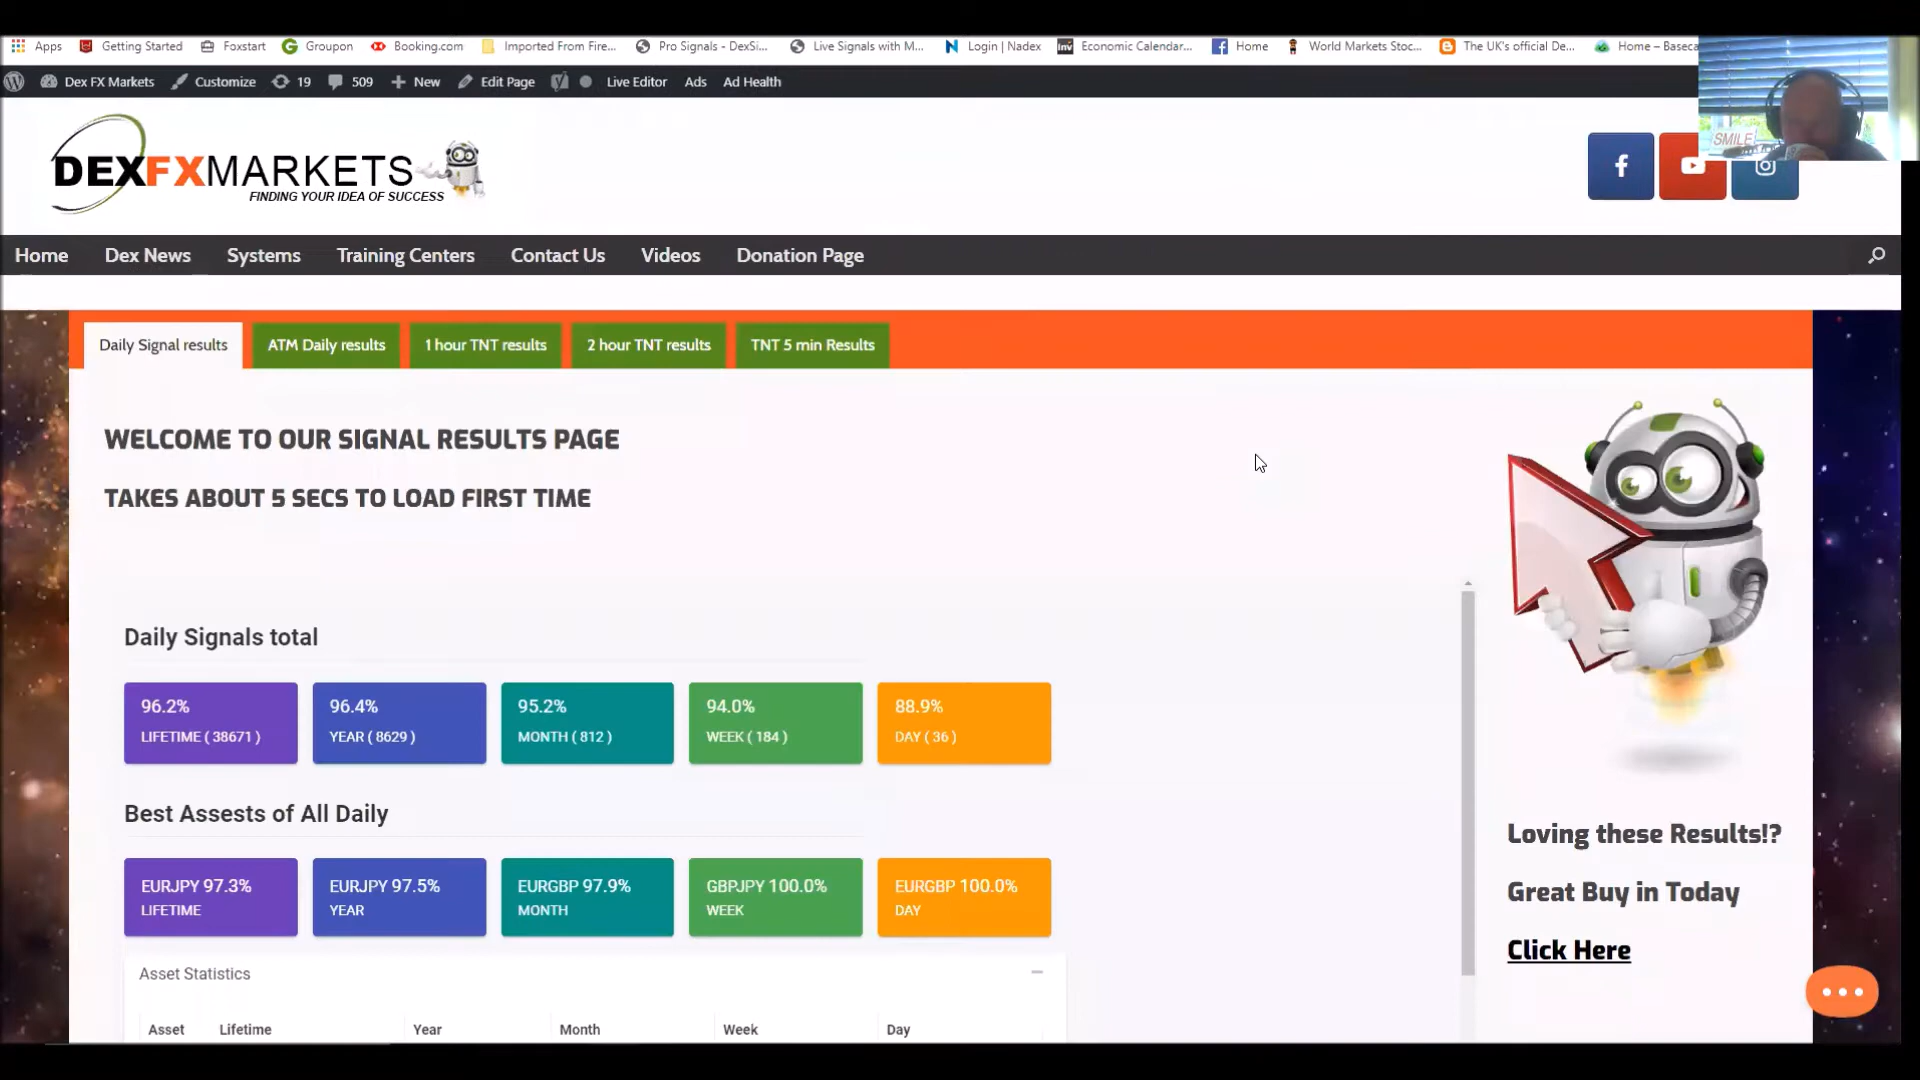 Apps Getting Started Foxstart Groupon Booking.com Imported From Fire... Pro Signals - DexSi... Live Signals with M... Login | Nadex Economic Calendar... Home World Markets Stoc... The UK's official De... Home – Baseca
Dex FX Markets Customize 19 509 New Edit Page Live Editor Ads Ad Health
SMILE!
DEXFXMARKETS
FINDING YOUR IDEA OF SUCCESS
Home Dex News Systems Training Centers Contact Us Videos Donation Page
Daily Signal results ATM Daily results 1 hour TNT results 2 hour TNT results TNT 5 min Results
WELCOME TO OUR SIGNAL RESULTS PAGE
TAKES ABOUT 5 SECS TO LOAD FIRST TIME
Daily Signals total
96.2% 96.4% 95.2% 94.0% 88.9%
LIFETIME ( 38671 ) YEAR ( 8629 ) MONTH ( 812 ) WEEK ( 184 ) DAY ( 36 )
Best Assests of All Daily
EURJPY 97.3% EURJPY 97.5% EURGBP 97.9% GBPJPY 100.0% EURGBP 100.0%
LIFETIME YEAR MONTH WEEK DAY
Asset Statistics
Asset Lifetime Year Month Week Day
Loving these Results!?
Great Buy in Today
Click Here